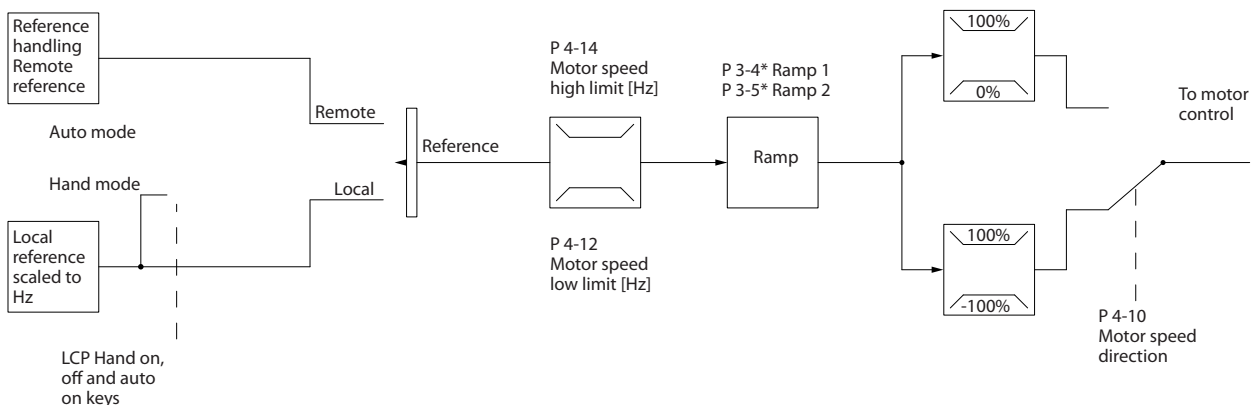 Reference
handling
Remote
reference
Auto mode
Hand mode
Local
reference
scaled to
Hz
LCP Hand on,
off and auto
on keys
Remote
Local
Reference
P 4-14
Motor speed
high limit [Hz]
P 4-12
Motor speed
low limit [Hz]
P 3-4* Ramp 1
P 3-5* Ramp 2
Ramp
100%
0%
100%
-100%
To motor
control
P 4-10
Motor speed
direction